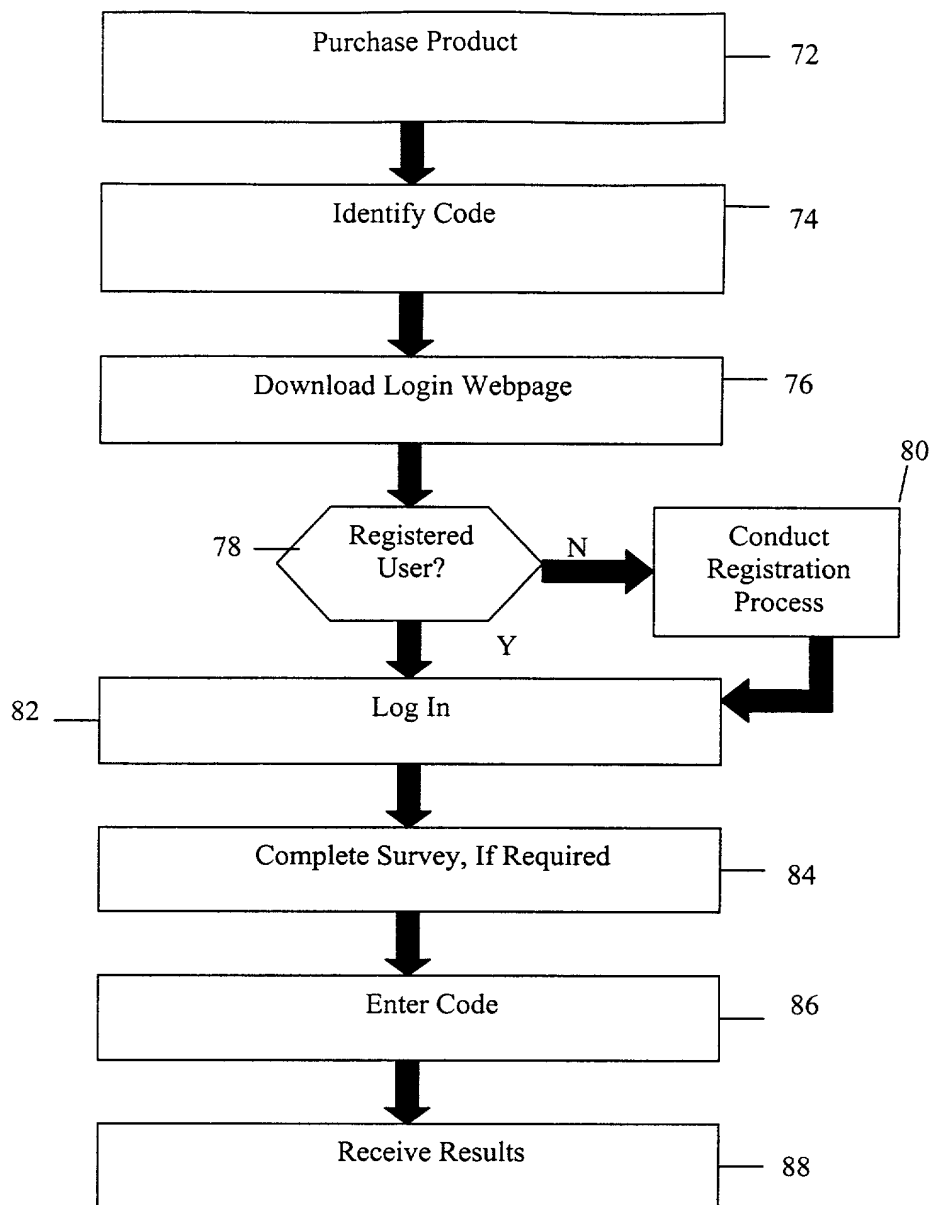 Purchase Product
72
Identify Code
74
Download Login Webpage
76
80
78
Registered
User?
N
Conduct
Registration
Process
Y
82
Log In
Complete Survey, If Required
84
Enter Code
86
Receive Results
88